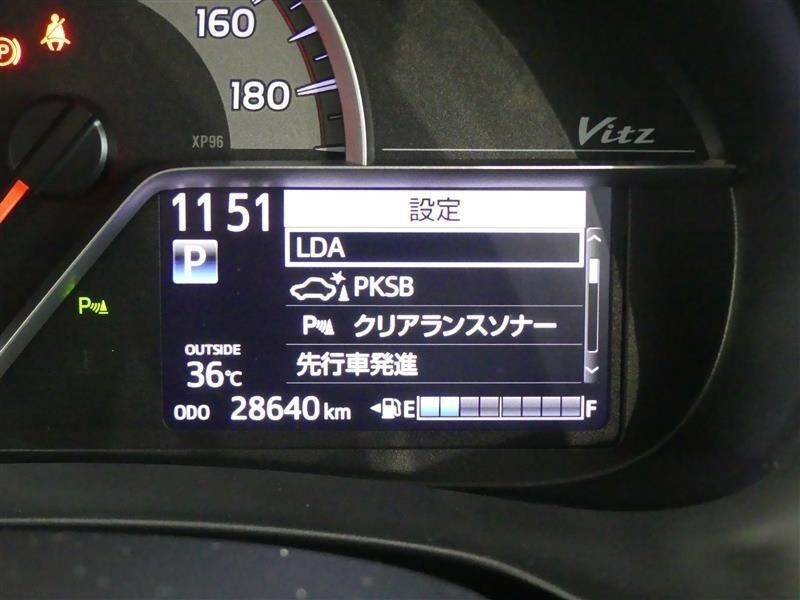 160
180
XP96
Vitz
11 51
設定
LDA
P
PKSB
P クリアランスソナー
先行車発進
OUTSIDE
36℃
ODO 28640 km
E F
P
P